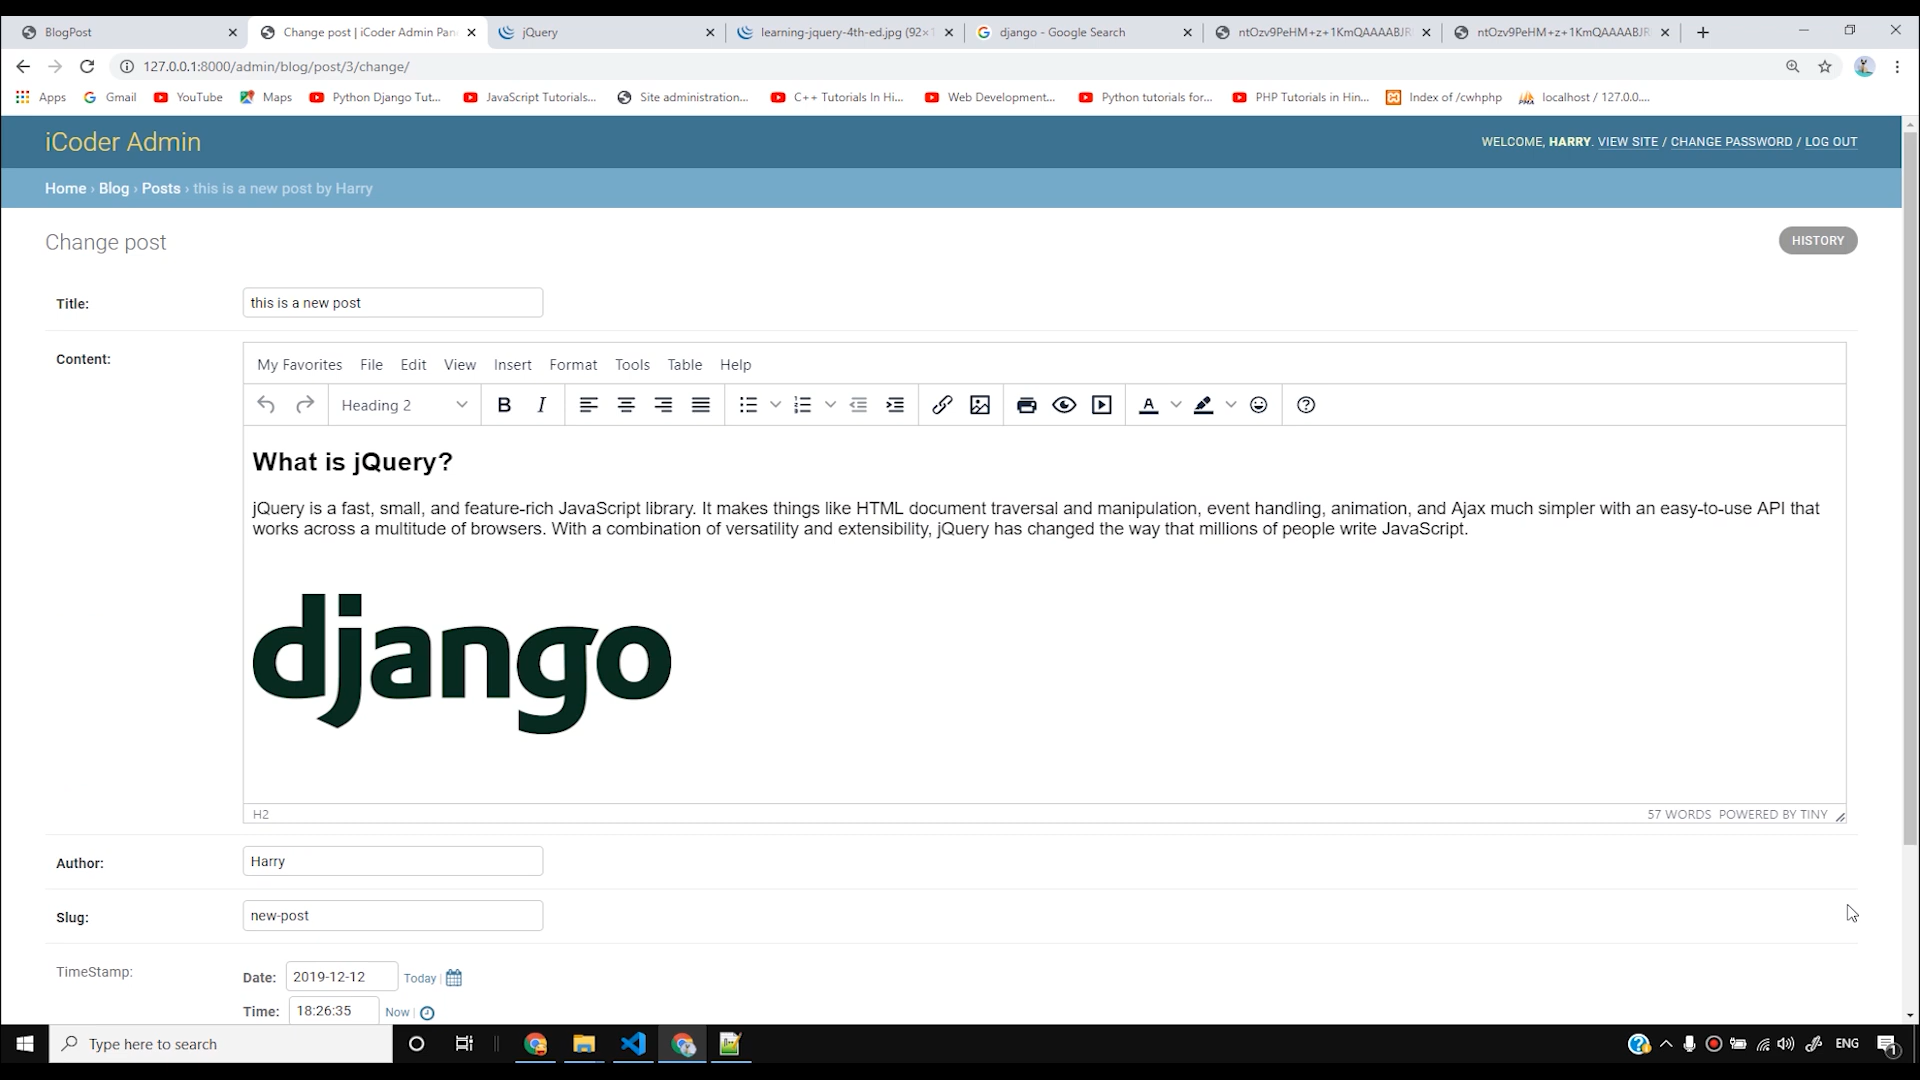 BlogPost
Change post | iCoder Admin Pan
jQuery
learning-jquery-4th-ed.jpg (92×1
django - Google Search
ntOzv9PeHM+z+1KmQAAAABJR
ntOzv9PeHM+z+1KmQAAAABJR
127.0.0.1:8000/admin/blog/post/3/change/
Apps
Gmail
YouTube
Maps
Python Django Tut...
JavaScript Tutorials...
Site administration...
C++ Tutorials In Hi...
Web Development...
Python tutorials for...
PHP Tutorials in Hin...
Index of /cwhphp
localhost / 127.0.0....
iCoder Admin
WELCOME, HARRY. VIEW SITE / CHANGE PASSWORD / LOG OUT
Home › Blog › Posts › this is a new post by Harry
Change post
HISTORY
Title:
this is a new post
Content:
My Favorites File Edit View Insert Format Tools Table Help
Heading 2
What is jQuery?
jQuery is a fast, small, and feature-rich JavaScript library. It makes things like HTML document traversal and manipulation, event handling, animation, and Ajax much simpler with an easy-to-use API that
works across a multitude of browsers. With a combination of versatility and extensibility, jQuery has changed the way that millions of people write JavaScript.
django
H2
57 WORDS POWERED BY TINY
Author:
Harry
Slug:
new-post
TimeStamp:
Date: 2019-12-12 Today |
Time: 18:26:35 Now |
Type here to search
ENG
1